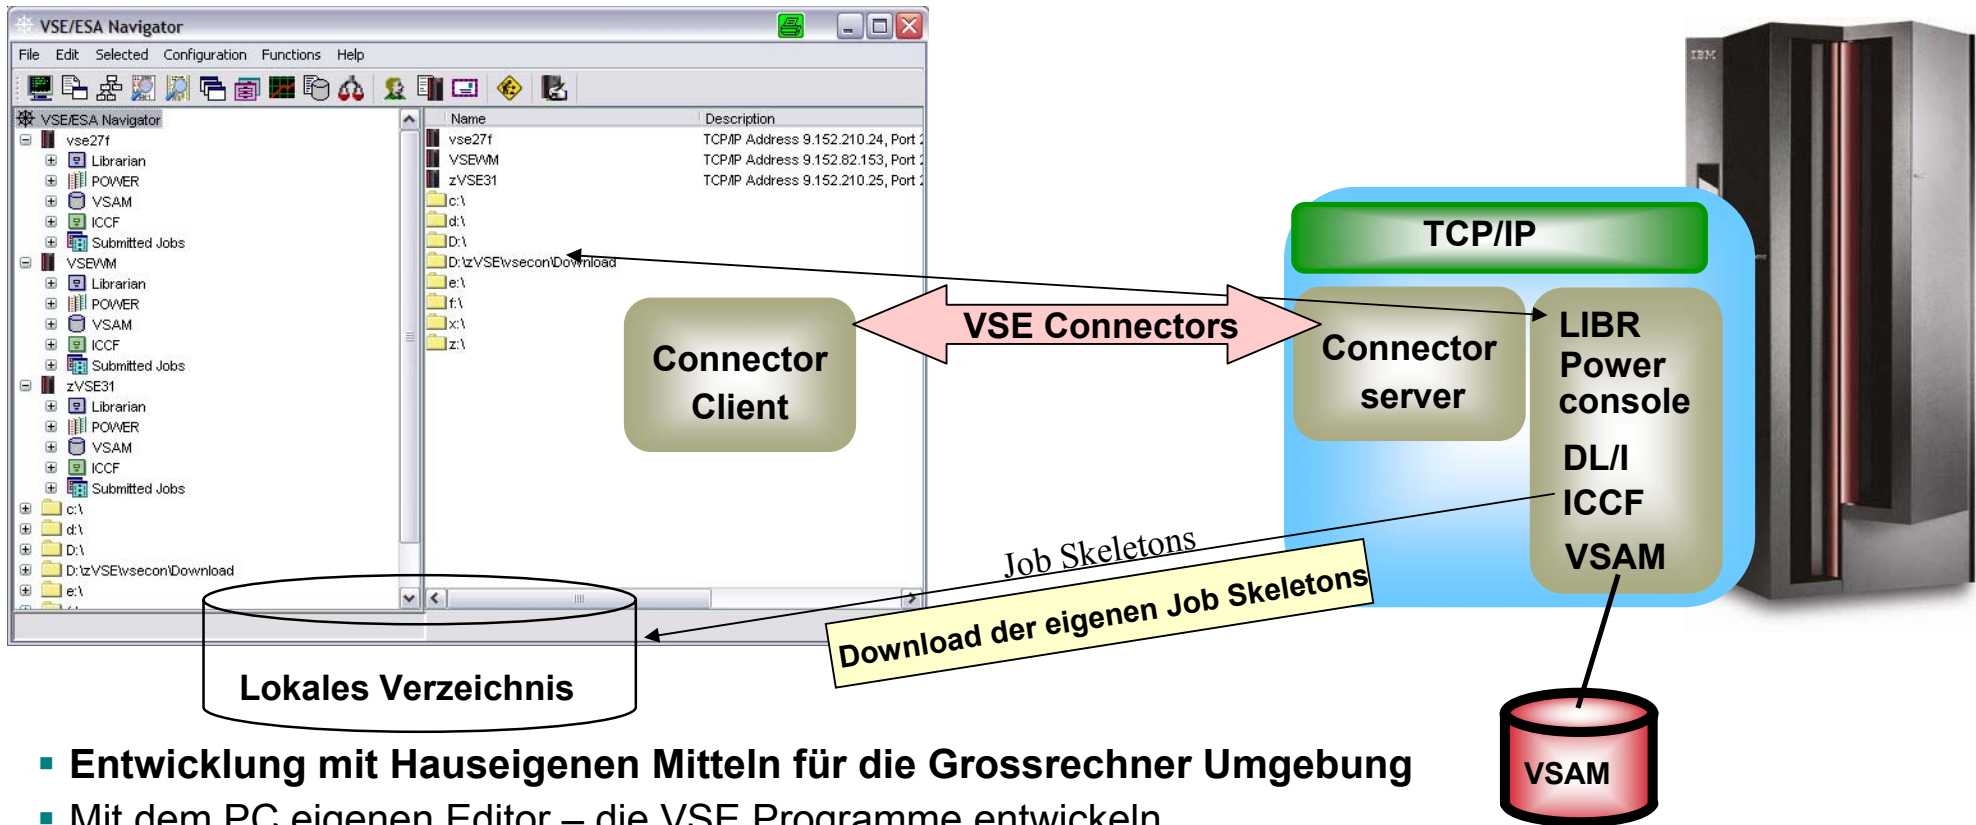 VSE/ESA Navigator
File Edit Selected Configuration Functions Help
VSE/ESA Navigator
vse27f
Librarian
POWER
VSAM
ICCF
Submitted Jobs
VSEWM
Librarian
POWER
VSAM
ICCF
Submitted Jobs
zVSE31
Librarian
POWER
VSAM
ICCF
Submitted Jobs
c:\
d:\
D:\
D:\zVSE\vsecon\Download
e:\
Name Description
vse27f TCP/IP Address 9.152.210.24, Port
VSEWM TCP/IP Address 9.152.82.153, Port
zVSE31 TCP/IP Address 9.152.210.25, Port
c:\
d:\
D:\
D:\zVSE\vsecon\Download
e:\
f:\
x:\
z:\
Connector
Client
VSE Connectors
TCP/IP
Connector
server
LIBR
Power
console
DL/I
ICCF
VSAM
IBM
Job Skeletons
Download der eigenen Job Skeletons
Lokales Verzeichnis
VSAM
Entwicklung mit Hauseigenen Mitteln für die Grossrechner Umgebung
Mit dem PC eigenen Editor – die VSE Programme entwickeln